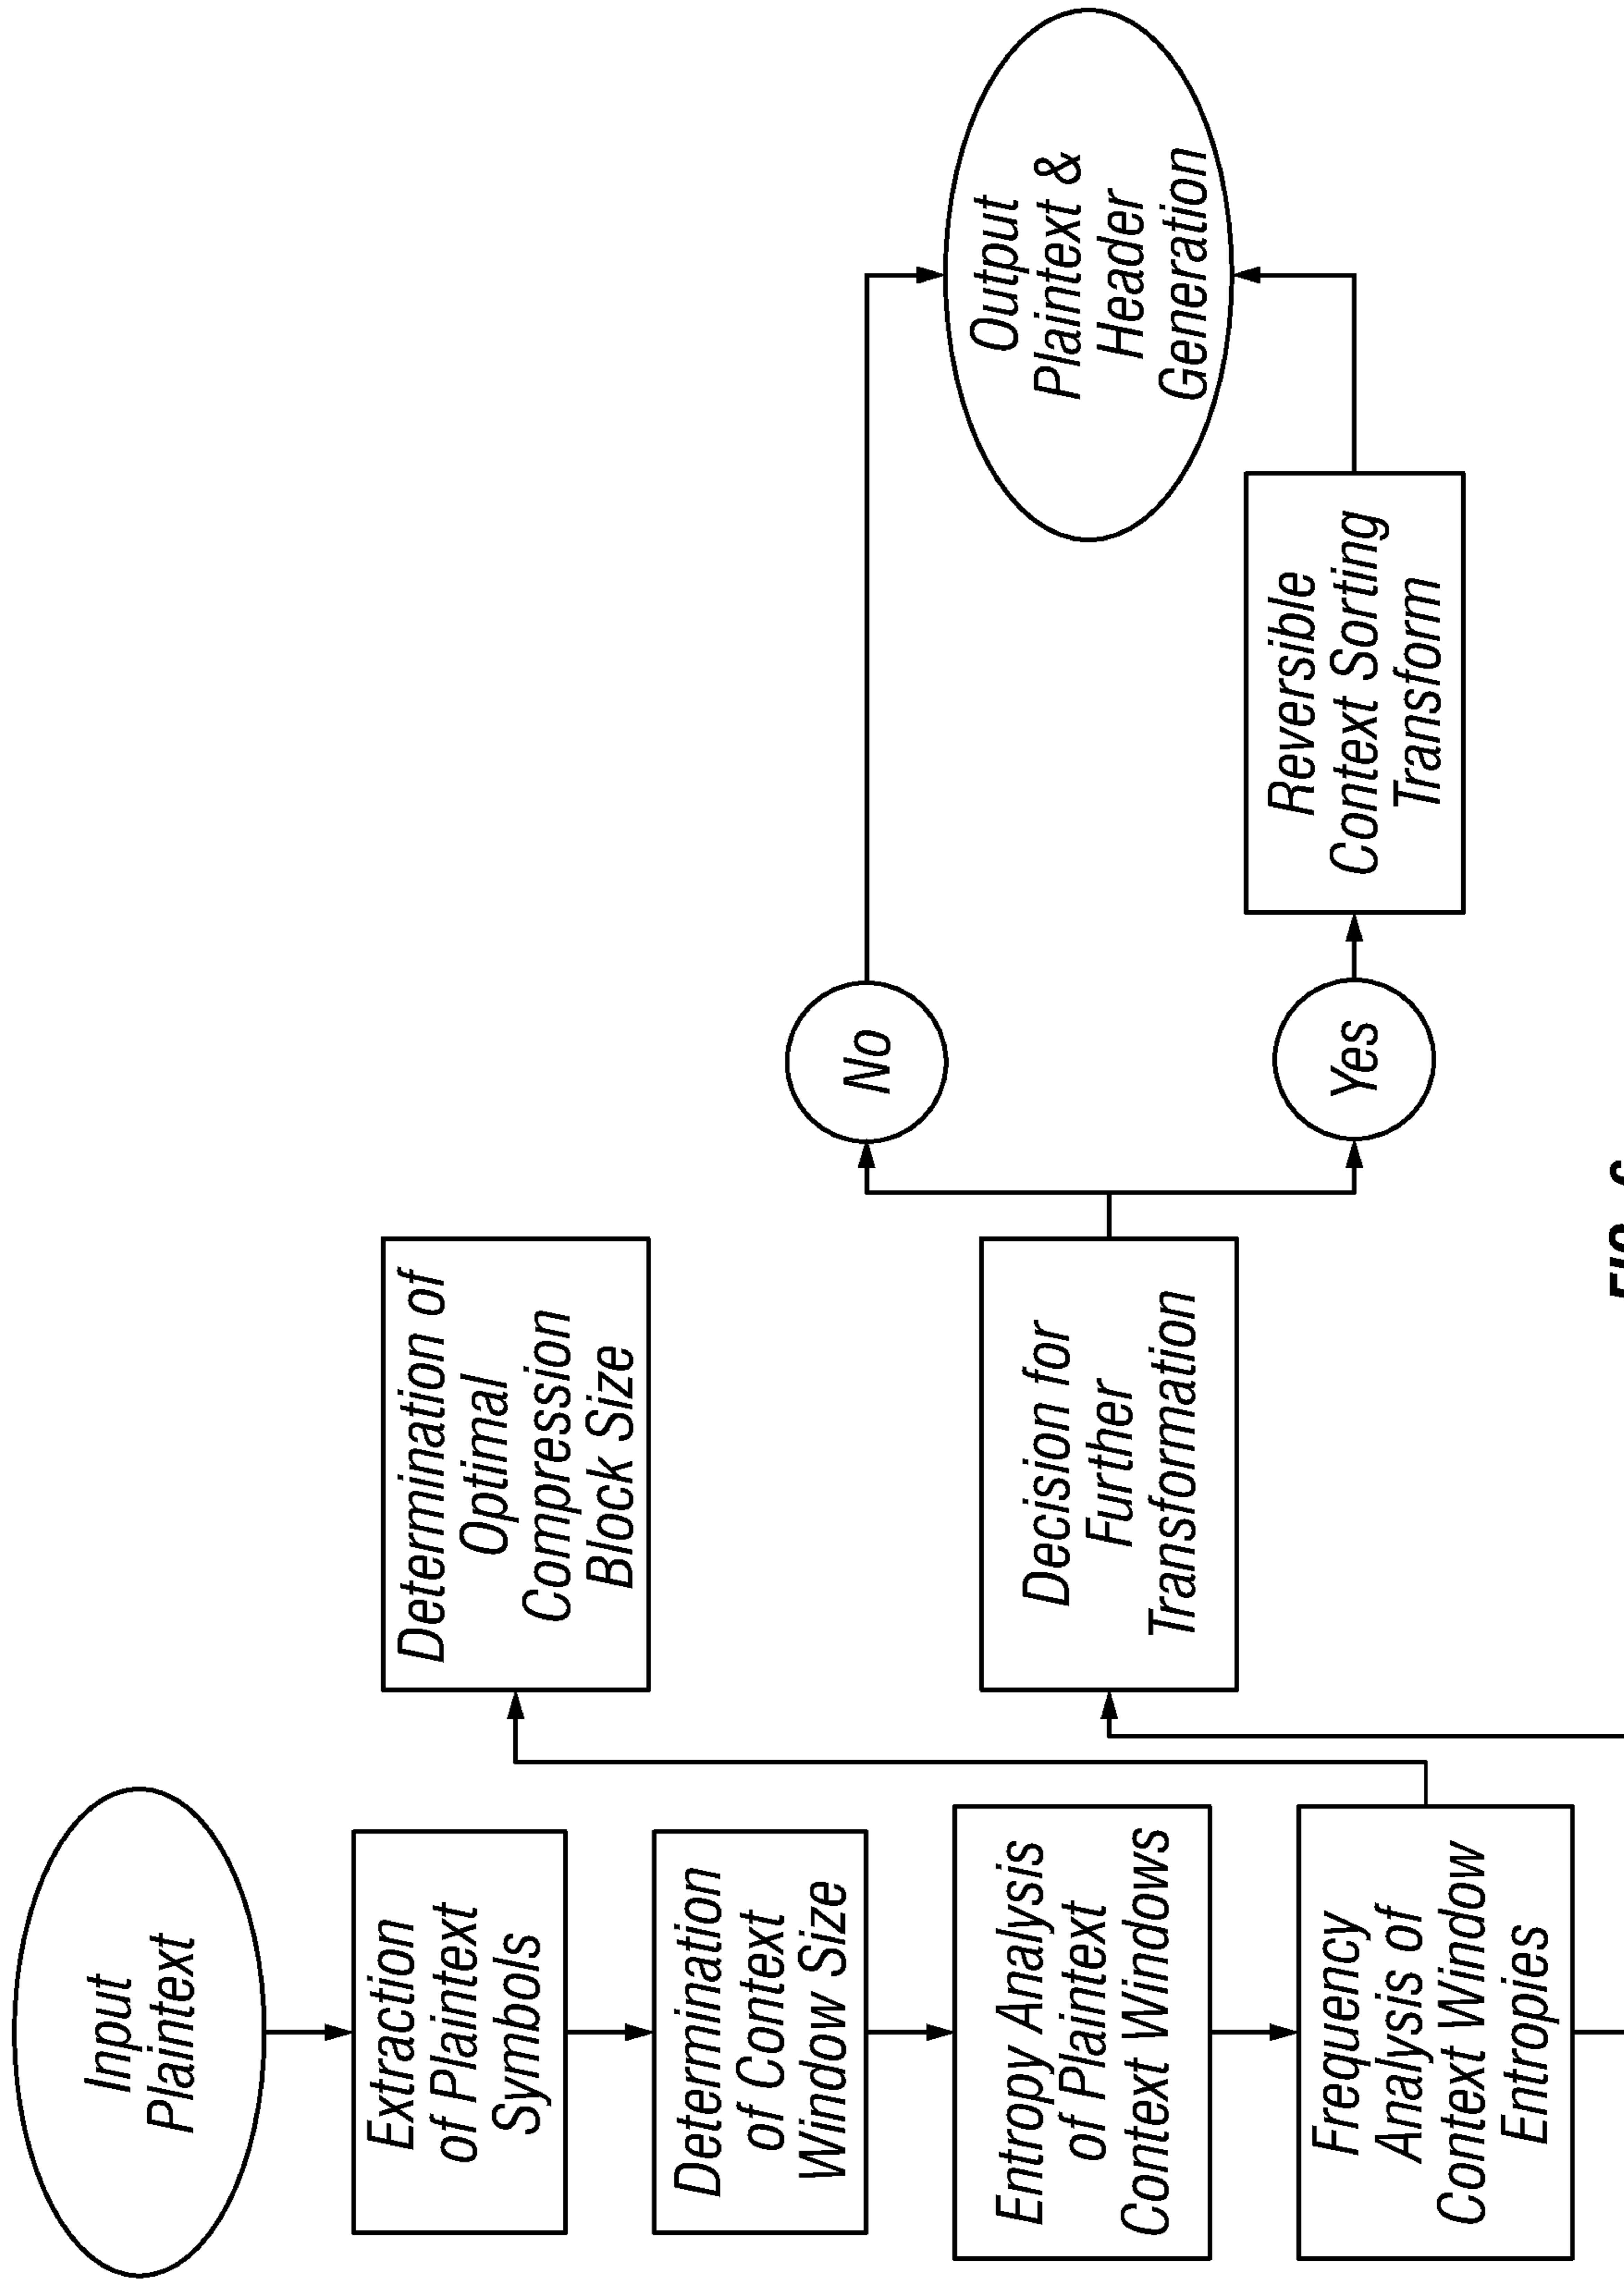 Input
Plaintext
Extraction
of Plaintext
Symbols
Determination
of Context
Window Size
Entropy Analysis
of Plaintext
Context Windows
Frequency
Analysis of
Context Window
Entropies
Determination of
Optimal
Compression
Block Size
Decision for
Further
Transformation
No
Yes
Reversible
Context Sorting
Transform
Output
Plaintext &
Header
Generation